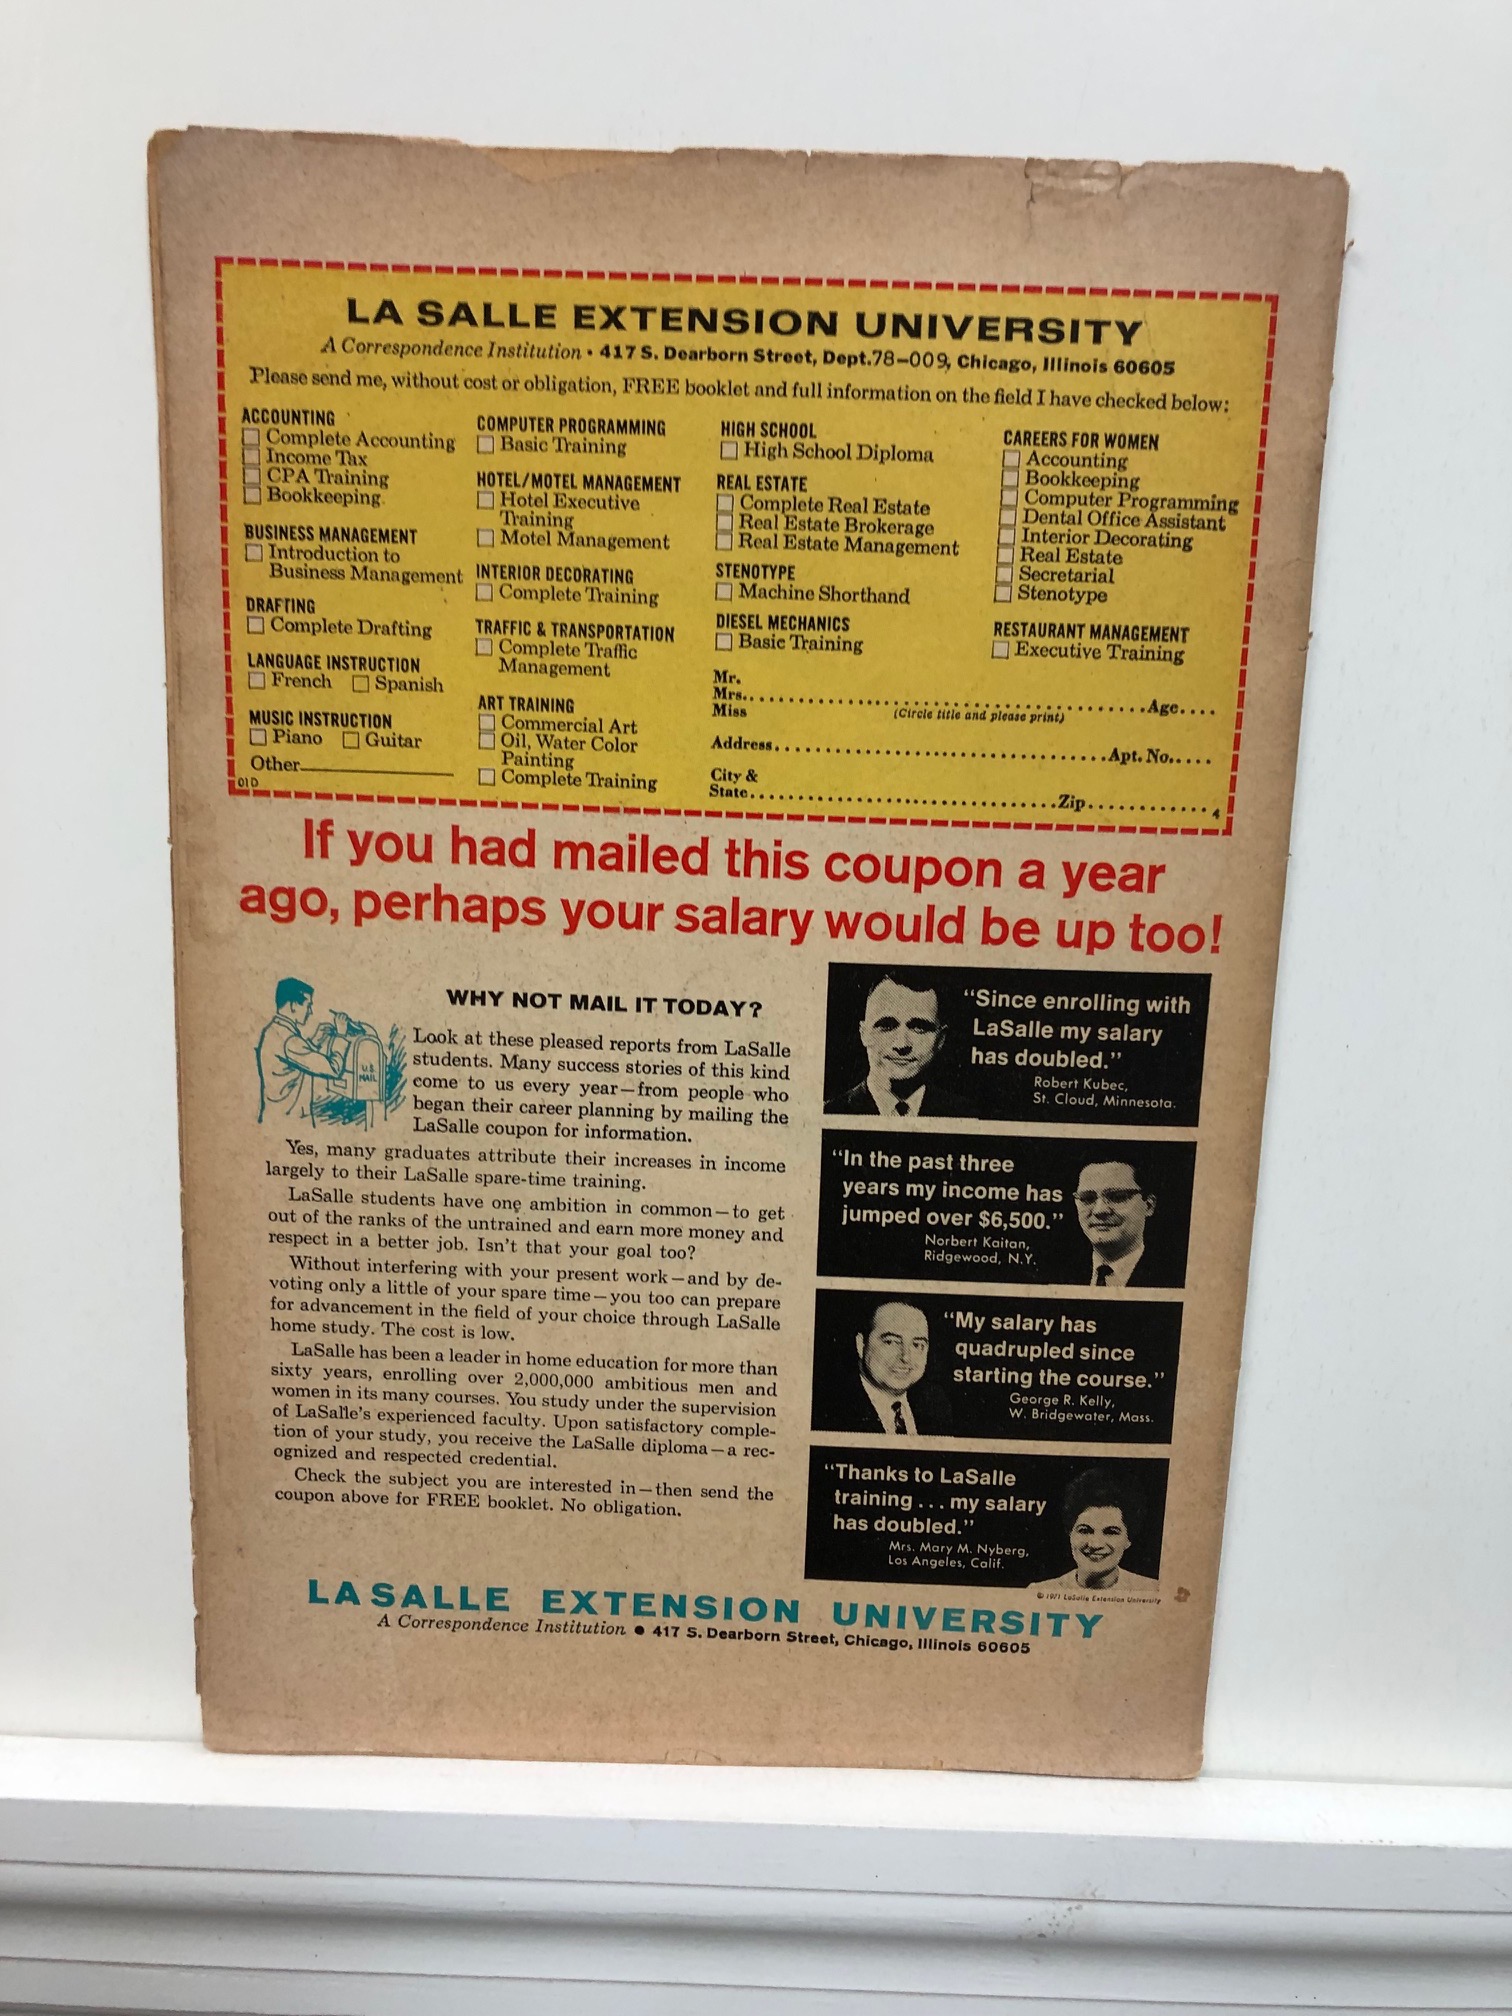 LA SALLE EXTENSION UNIVERSITY
A Correspondence Institution • 417 S. Dearborn Street, Dept.78-009, Chicago, Illinois 60605
Please send me, without cost or obligation, FREE booklet and full information on the field I have checked below:
ACCOUNTING
Complete Accounting
Income Tax
CPA Training
Bookkeeping
BUSINESS MANAGEMENT
Introduction to
Business Management
DRAFTING
Complete Drafting
LANGUAGE INSTRUCTION
French Spanish
MUSIC INSTRUCTION
Piano Guitar
Other
01D
COMPUTER PROGRAMMING
Basic Training
HOTEL/MOTEL MANAGEMENT
Hotel Executive
Training
Motel Management
INTERIOR DECORATING
Complete Training
TRAFFIC & TRANSPORTATION
Complete Traffic
Management
ART TRAINING
Commercial Art
Oil, Water Color
Painting
Complete Training
HIGH SCHOOL
High School Diploma
REAL ESTATE
Complete Real Estate
Real Estate Brokerage
Real Estate Management
STENOTYPE
Machine Shorthand
DIESEL MECHANICS
Basic Training
CAREERS FOR WOMEN
Accounting
Bookkeeping
Computer Programming
Dental Office Assistant
Interior Decorating
Real Estate
Secretarial
Stenotype
RESTAURANT MANAGEMENT
Executive Training
Mr.
Mrs. Age
Miss (Circle title and please print)
Address Apt. No.
City &
State Zip
4
If you had mailed this coupon a year
ago, perhaps your salary would be up too!
WHY NOT MAIL IT TODAY?
U.S.
MAIL
Look at these pleased reports from LaSalle
students. Many success stories of this kind
come to us every year—from people who
began their career planning by mailing the
LaSalle coupon for information.
Yes, many graduates attribute their increases in income
largely to their LaSalle spare-time training.
LaSalle students have one ambition in common—to get
out of the ranks of the untrained and earn more money and
respect in a better job. Isn't that your goal too?
Without interfering with your present work—and by de-
voting only a little of your spare time—you too can prepare
for advancement in the field of your choice through LaSalle
home study. The cost is low.
LaSalle has been a leader in home education for more than
sixty years, enrolling over 2,000,000 ambitious men and
women in its many courses. You study under the supervision
of LaSalle's experienced faculty. Upon satisfactory comple-
tion of your study, you receive the LaSalle diploma—a rec-
ognized and respected credential.
Check the subject you are interested in—then send the
coupon above for FREE booklet. No obligation.
"Since enrolling with
LaSalle my salary
has doubled."
Robert Kubec,
St. Cloud, Minnesota.
"In the past three
years my income has
jumped over $6,500."
Norbert Kaitan,
Ridgewood, N.Y.
"My salary has
quadrupled since
starting the course."
George R. Kelly,
W. Bridgewater, Mass.
"Thanks to LaSalle
training . . . my salary
has doubled."
Mrs. Mary M. Nyberg,
Los Angeles, Calif.
© 1971 LaSalle Extension University
LA SALLE EXTENSION UNIVERSITY
A Correspondence Institution • 417 S. Dearborn Street, Chicago, Illinois 60605